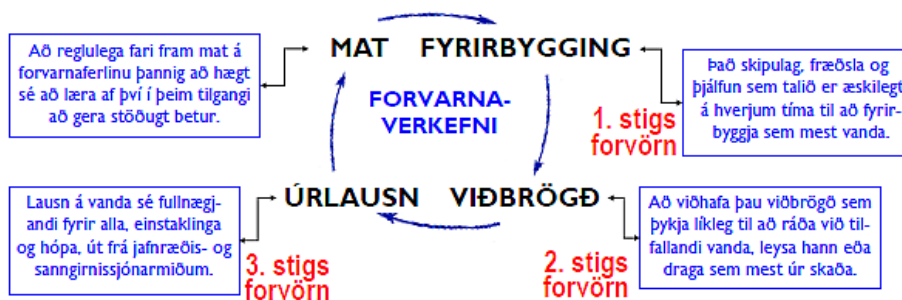 MAT FYRIRBYGGING
Að reglulega fari fram mat á
forvarnaferlinu þannig að hægt
sé að læra af því í þeim tilgangi
að gera stöðugt betur.
FORVARNA-
VERKEFNI
1. stigs
forvörn
Það skipulag, fræðsla og
þjálfun sem talið er æskilegt
á hverjum tíma til að fyrir-
byggja sem mest vanda.
ÚRLAUSN VIÐBRÖGÐ
Lausn á vanda sé fullnægj-
andi fyrir alla, einstaklinga
og hópa, út frá jafnræðis- og
sanngirnissjónarmiðum.
3. stigs
forvörn
2. stigs
forvörn
Að viðhafa þau viðbrögð sem
þykja líkleg til að ráða við til-
fallandi vanda, leysa hann eða
draga sem mest úr skaða.